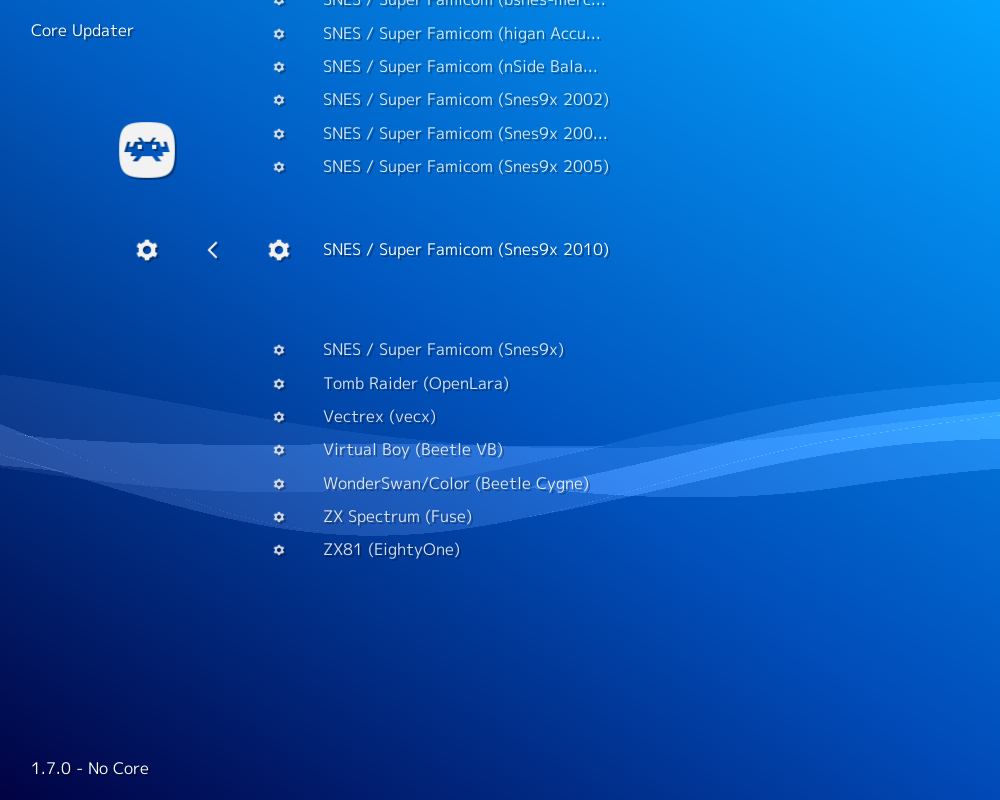 SNES / Super Famicom (bsnes-merc...
Core Updater
SNES / Super Famicom (higan Accu...
SNES / Super Famicom (nSide Bala...
SNES / Super Famicom (Snes9x 2002)
SNES / Super Famicom (Snes9x 200...
SNES / Super Famicom (Snes9x 2005)
SNES / Super Famicom (Snes9x 2010)
SNES / Super Famicom (Snes9x)
Tomb Raider (OpenLara)
Vectrex (vecx)
Virtual Boy (Beetle VB)
WonderSwan/Color (Beetle Cygne)
ZX Spectrum (Fuse)
ZX81 (EightyOne)
1.7.0 - No Core